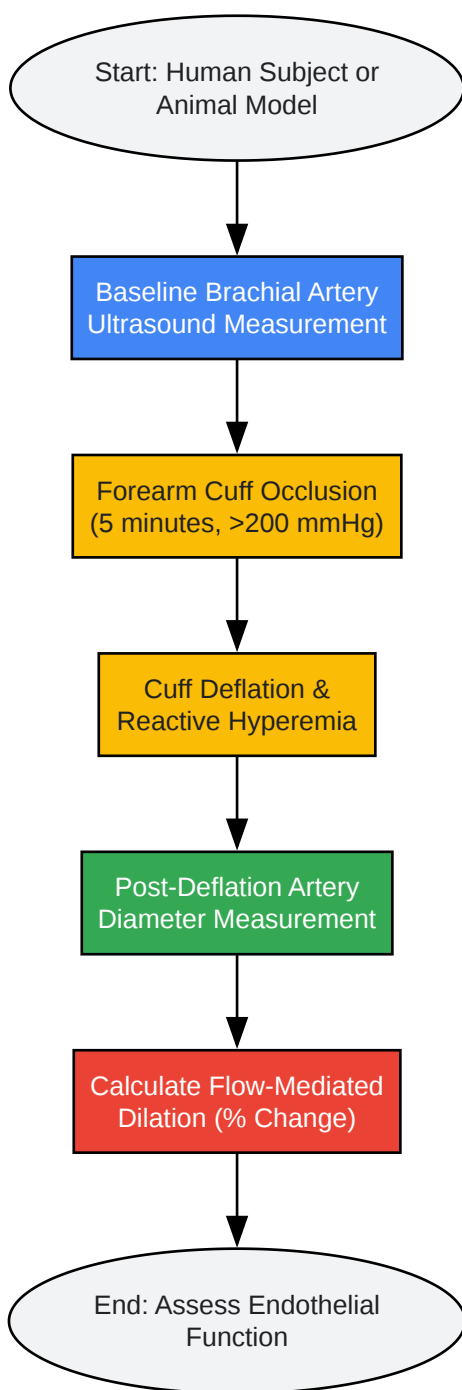 Start: Human Subject or
Animal Model
Baseline Brachial Artery
Ultrasound Measurement
Forearm Cuff Occlusion
(5 minutes, >200 mmHg)
Cuff Deflation &
Reactive Hyperemia
Post-Deflation Artery
Diameter Measurement
Calculate Flow-Mediated
Dilation (% Change)
End: Assess Endothelial
Function